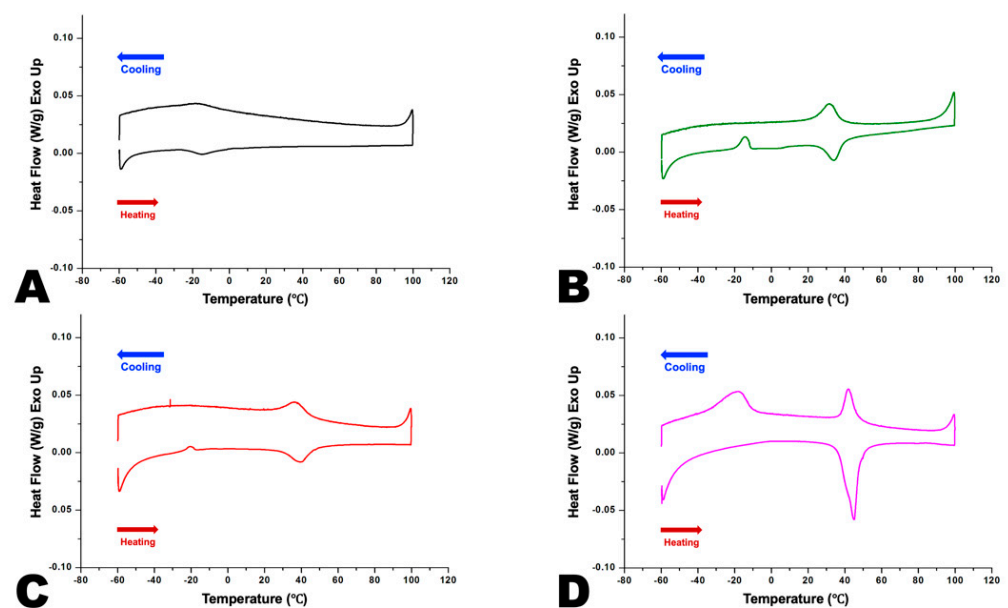 0.10
Cooling
0.05
0.00
0.05
Heating
-0.10
-80 -60 -40 -20 0 20 40 60 80 100 120
Heat Flow (W/g) Exo Up
Temperature (℃)
A
0.10
Cooling
0.05
0.00
-0.05
Heating
-0.10
-80 -60 -40 -20 0 20 40 60 80 100 120
Heat Flow (W/g) Exo Up
Temperature (℃)
B
0.10
Cooling
0.05
0.00
0.05
Heating
-0.10
-80 -60 -40 -20 0 20 40 60 80 100 120
Heat Flow (W/g) Exo Up
Temperature (℃)
C
0.10
Cooling
0.05
0.00
0.05
Heating
-0.10
-80 -60 -40 -20 0 20 40 60 80 100 120
Heat Flow (W/g) Exo Up
Temperature (℃)
D